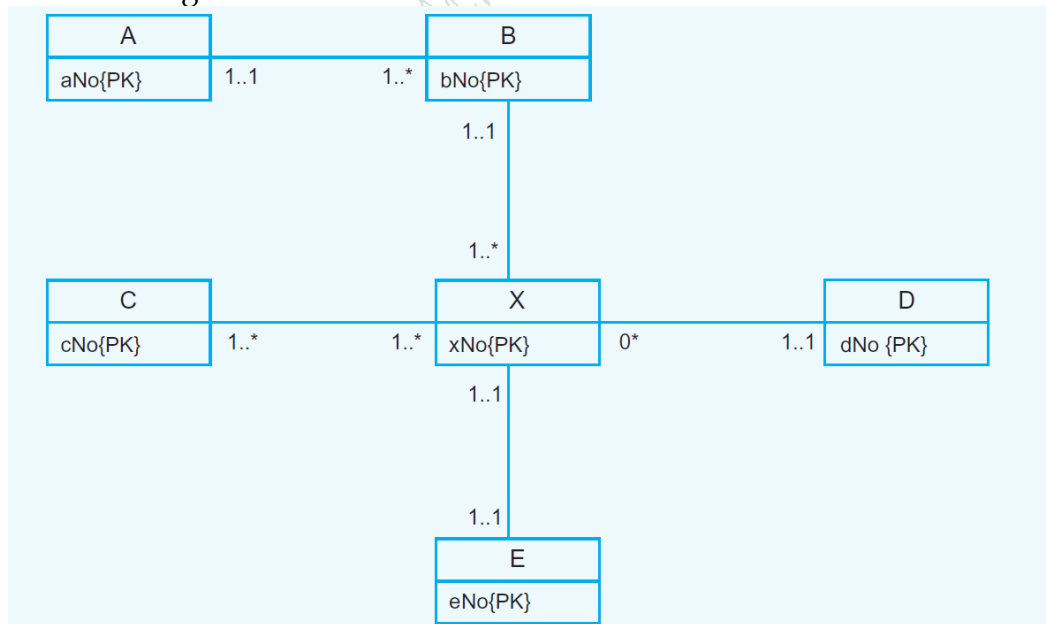 A B
aNo{PK} 1..1 1..* bNo{PK}
1..1
1..*
C X D
cNo{PK} 1..* 1..* xNo{PK} 0* 1..1 dNo {PK}
1..1
1..1
E
eNo{PK}